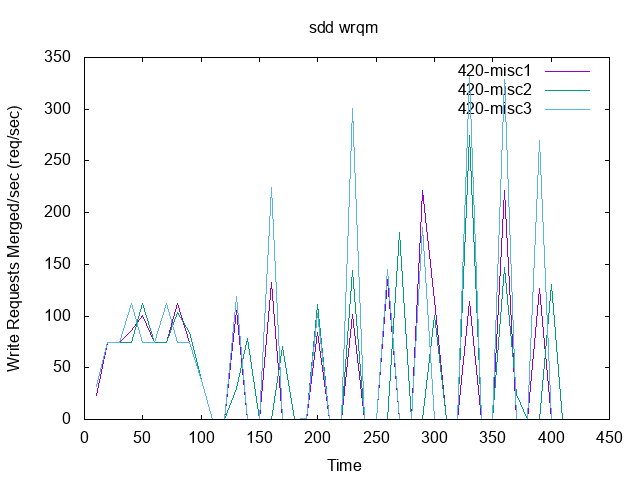 sdd wrqm
Write Requests Merged/sec (req/sec)
350
300
250
200
150
100
50
0
420-misc1
420-misc2
420-misc3
0 50 100 150 200 250 300 350 400 450
Time